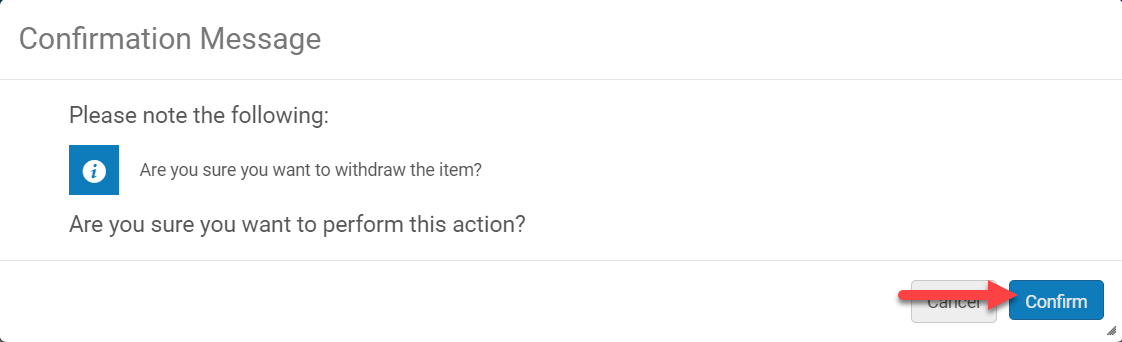 Confirmation Message
Please note the following:
Are you sure you want to withdraw the item?
Are you sure you want to perform this action?
Cancel
Confirm